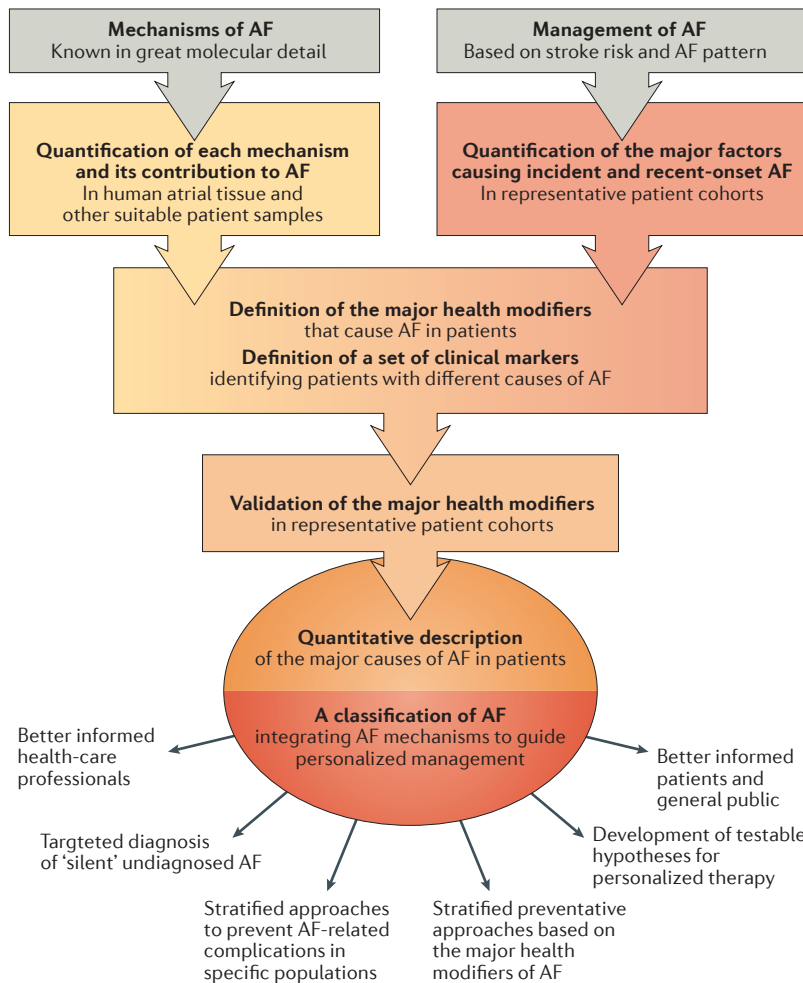 Mechanisms of AF
Known in great molecular detail
Management of AF
Based on stroke risk and AF pattern
Quantification of each mechanism
and its contribution to AF
In human atrial tissue and
other suitable patient samples
Quantification of the major factors
causing incident and recent-onset AF
In representative patient cohorts
Definition of the major health modifiers
that cause AF in patients
Definition of a set of clinical markers
identifying patients with different causes of AF
Validation of the major health modifiers
in representative patient cohorts
Quantitative description
of the major causes of AF in patients
A classification of AF
integrating AF mechanisms to guide
personalized management
Better informed
health-care
professionals
Targteted diagnosis
of ‘silent’ undiagnosed AF
Stratified approaches
to prevent AF-related
complications in
specific populations
Stratified preventative
approaches based on
the major health
modifiers of AF
Development of testable
hypotheses for
personalized therapy
Better informed
patients and
general public